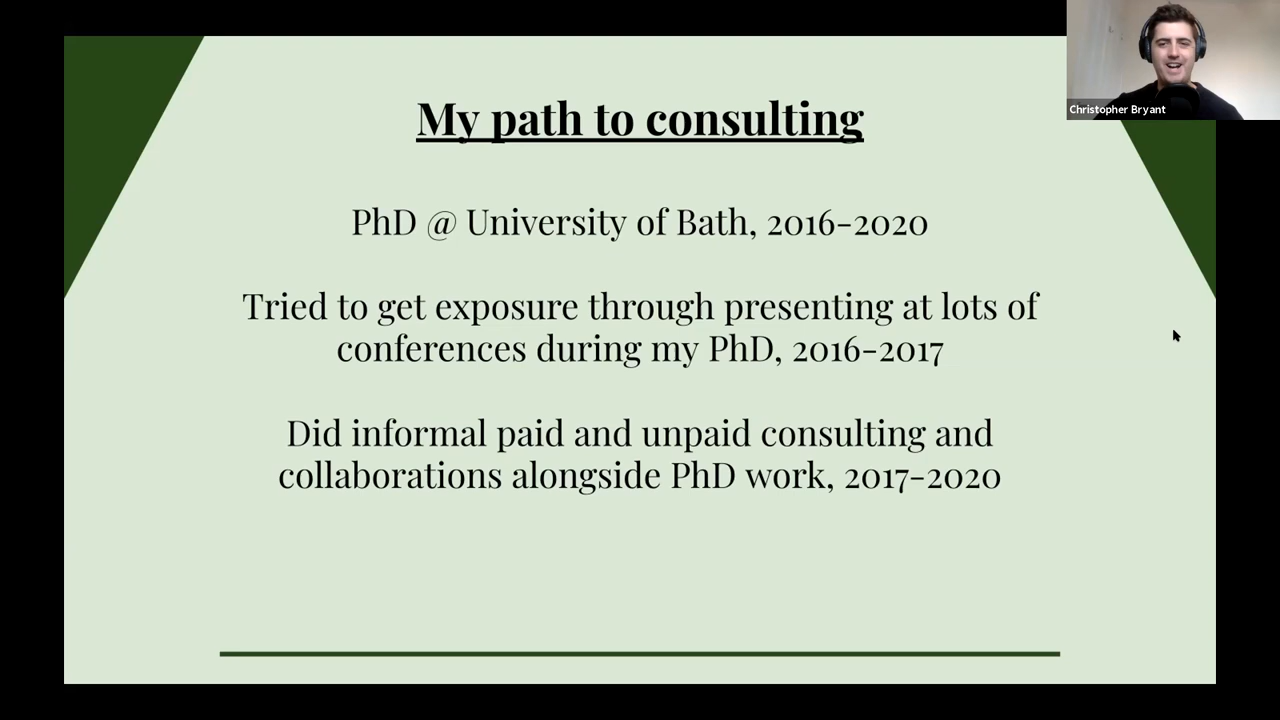 My path to consulting
Christopher Bryant
PhD @ University of Bath, 2016-2020
Tried to get exposure through presenting at lots of
conferences during my PhD, 2016-2017
Did informal paid and unpaid consulting and
collaborations alongside PhD work, 2017-2020